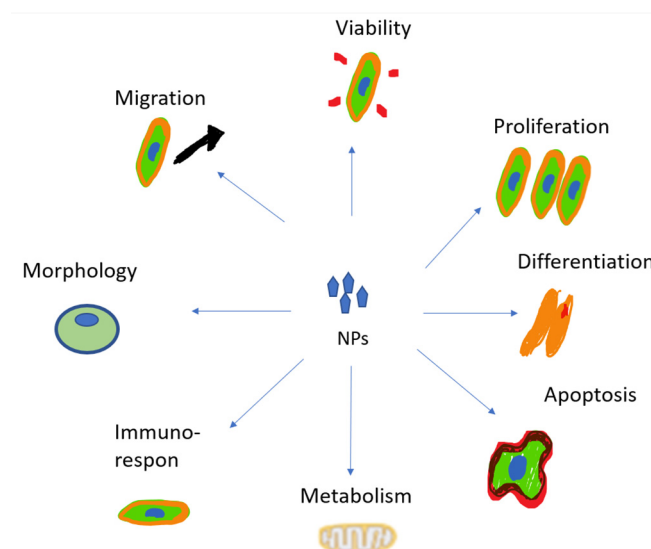 Viability
Migration
Proliferation
Morphology
Differentiation
NPs
Apoptosis
Immuno-
respon
Metabolism